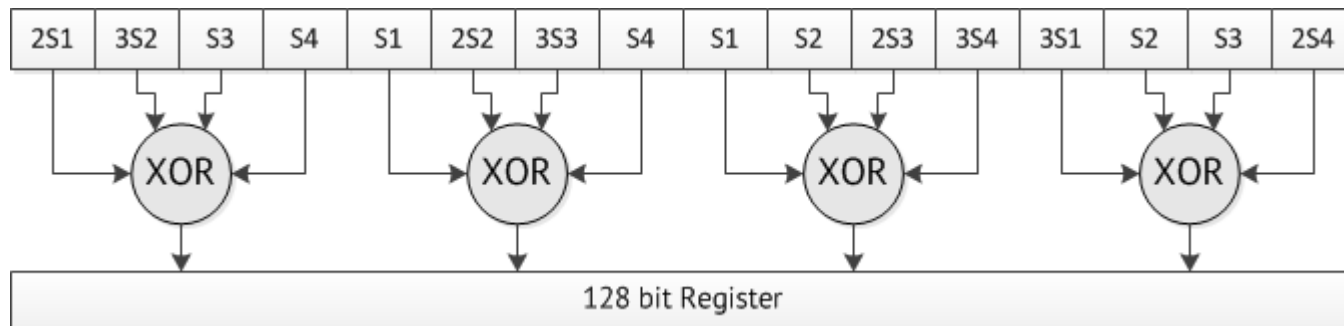 2S1 3S2 S3 S4 S1 2S2 3S3 S4 S1 S2 2S3 3S4 3S1 S2 S3 2S4
XOR XOR XOR XOR
128 bit Register